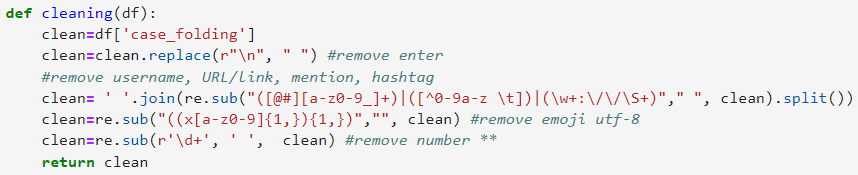 def cleaning(df):
    clean=df['case_folding']
    clean=clean.replace(r"\n", " ") #remove enter
    #remove username, URL/link, mention, hashtag
    clean= ' '.join(re.sub("([@#][a-z0-9_]+)|([^0-9a-z \t])|(\w+:\/\/\S+)"," ", clean).split())
    clean=re.sub("((x[a-z0-9]{1,}){1,})","", clean) #remove emoji utf-8
    clean=re.sub(r'\d+', ' ',  clean) #remove number **
    return clean